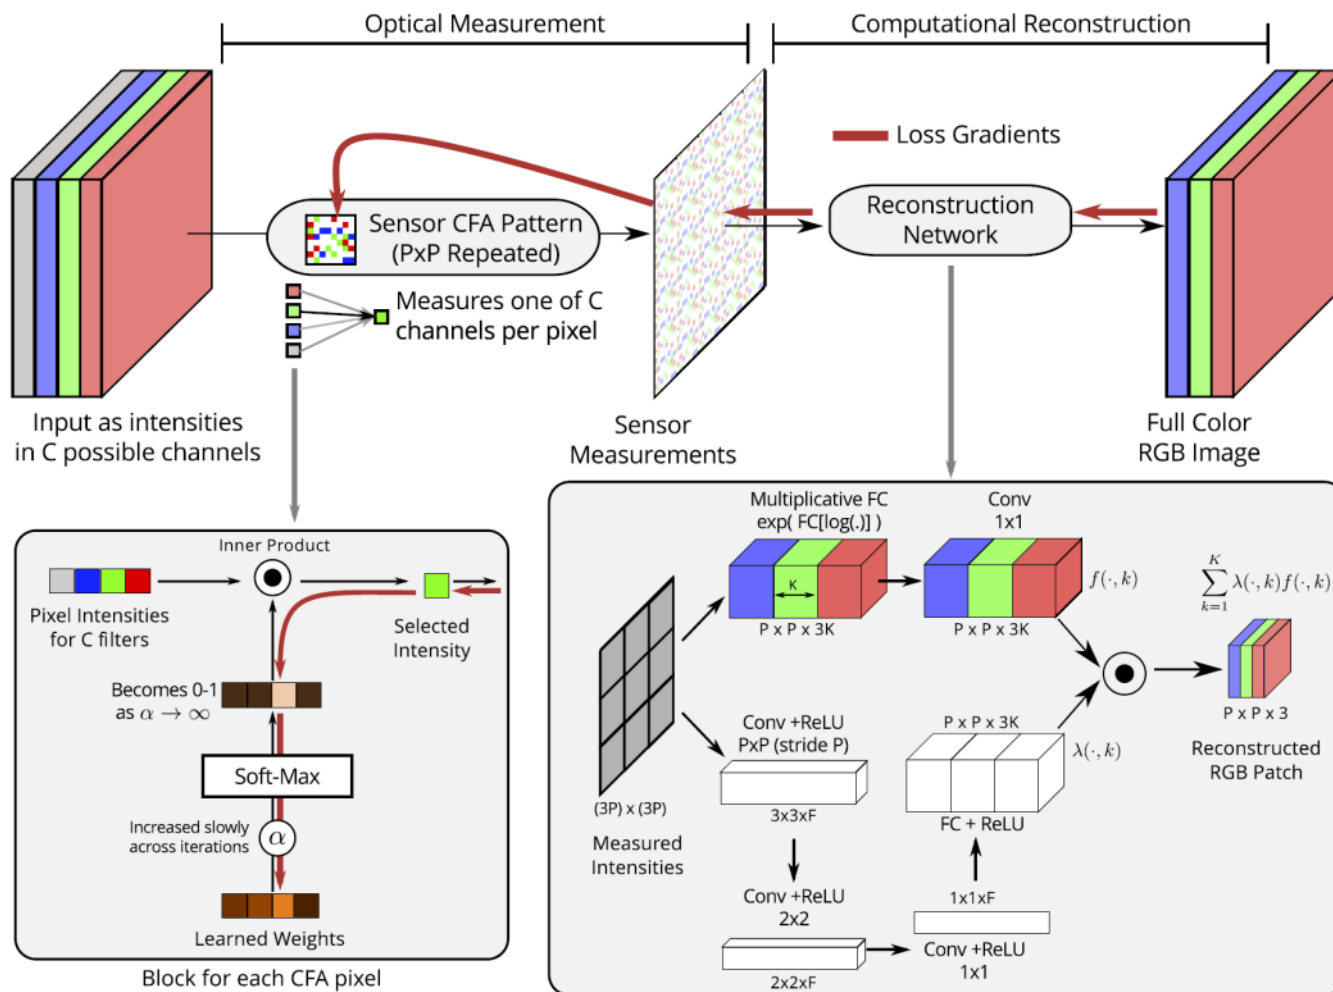 Optical Measurement
Computational Reconstruction
Loss Gradients
Sensor CFA Pattern
(PxP Repeated)
Reconstruction
Network
Measures one of C
channels per pixel
Input as intensities
in C possible channels
Sensor
Measurements
Full Color
RGB Image
Inner Product
Pixel Intensities
for C filters
Selected
Intensity
Becomes 0-1
as α → ∞
Soft-Max
Increased slowly
across iterations
α
Learned Weights
Block for each CFA pixel
Multiplicative FC
exp( FC[log(.)] )
K
P x P x 3K
Conv
1x1
P x P x 3K
f(·, k)
(3P) x (3P)
Measured
Intensities
Conv +ReLU
PxP (stride P)
3x3xF
Conv +ReLU
2x2
2x2xF
1x1xF
Conv +ReLU
1x1
P x P x 3K
FC + ReLU
λ(·, k)
K
∑ λ(·, k)f(·, k)
k=1
P x P x 3
Reconstructed
RGB Patch